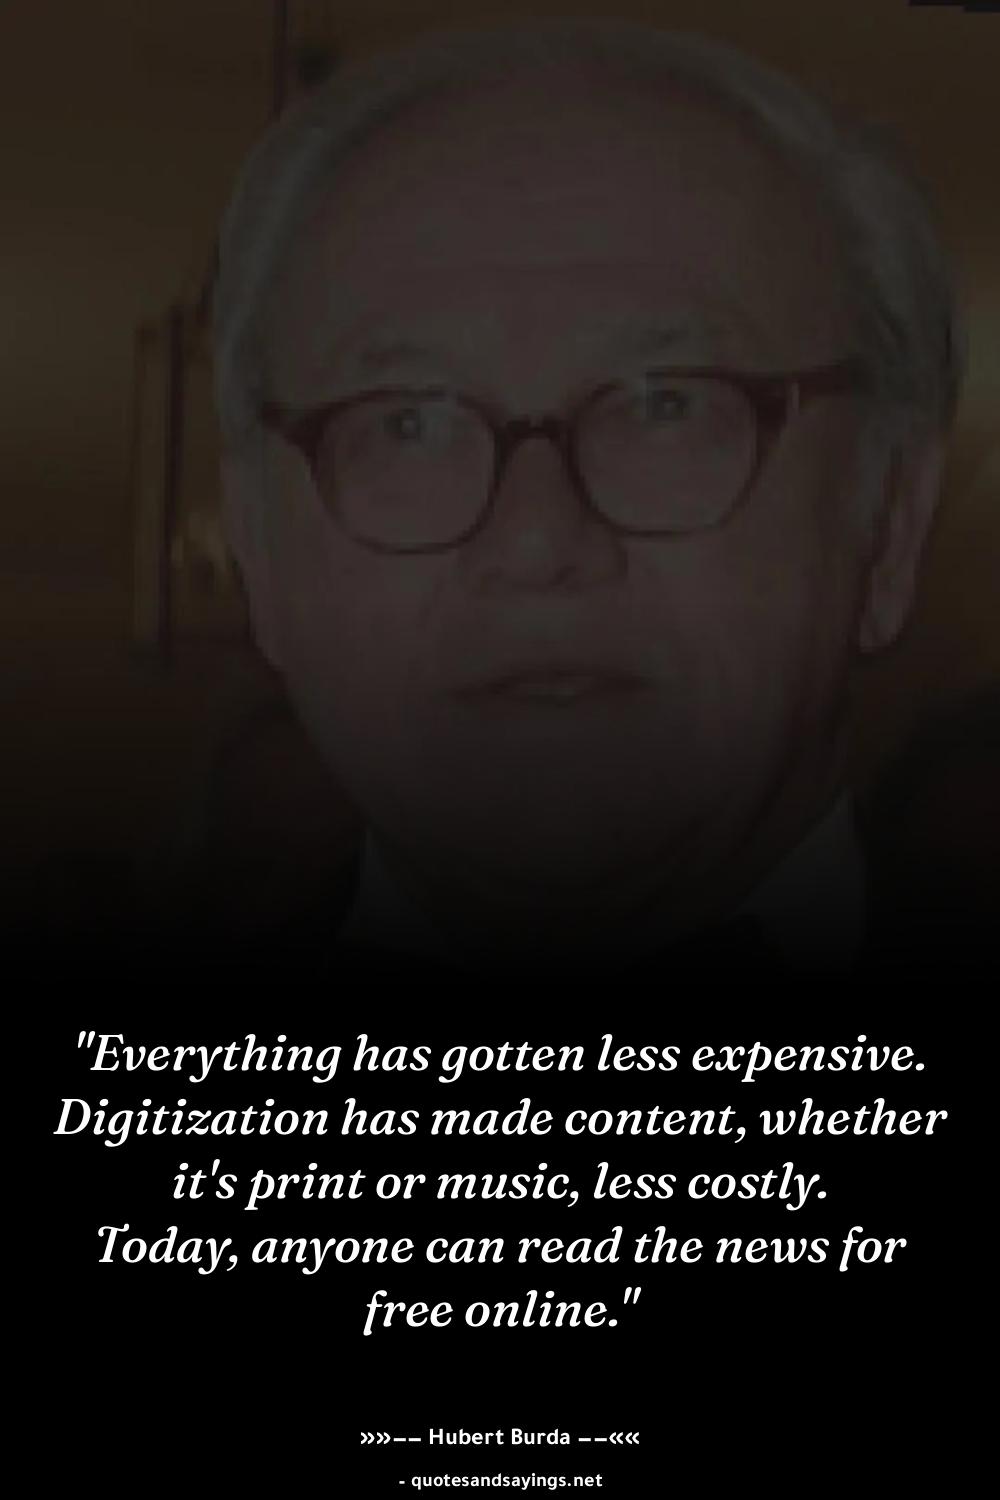 "Everything has gotten less expensive.
Digitization has made content, whether
it's print or music, less costly.
Today, anyone can read the news for
free online."
»»−− Hubert Burda −−««
- quotesandsayings.net